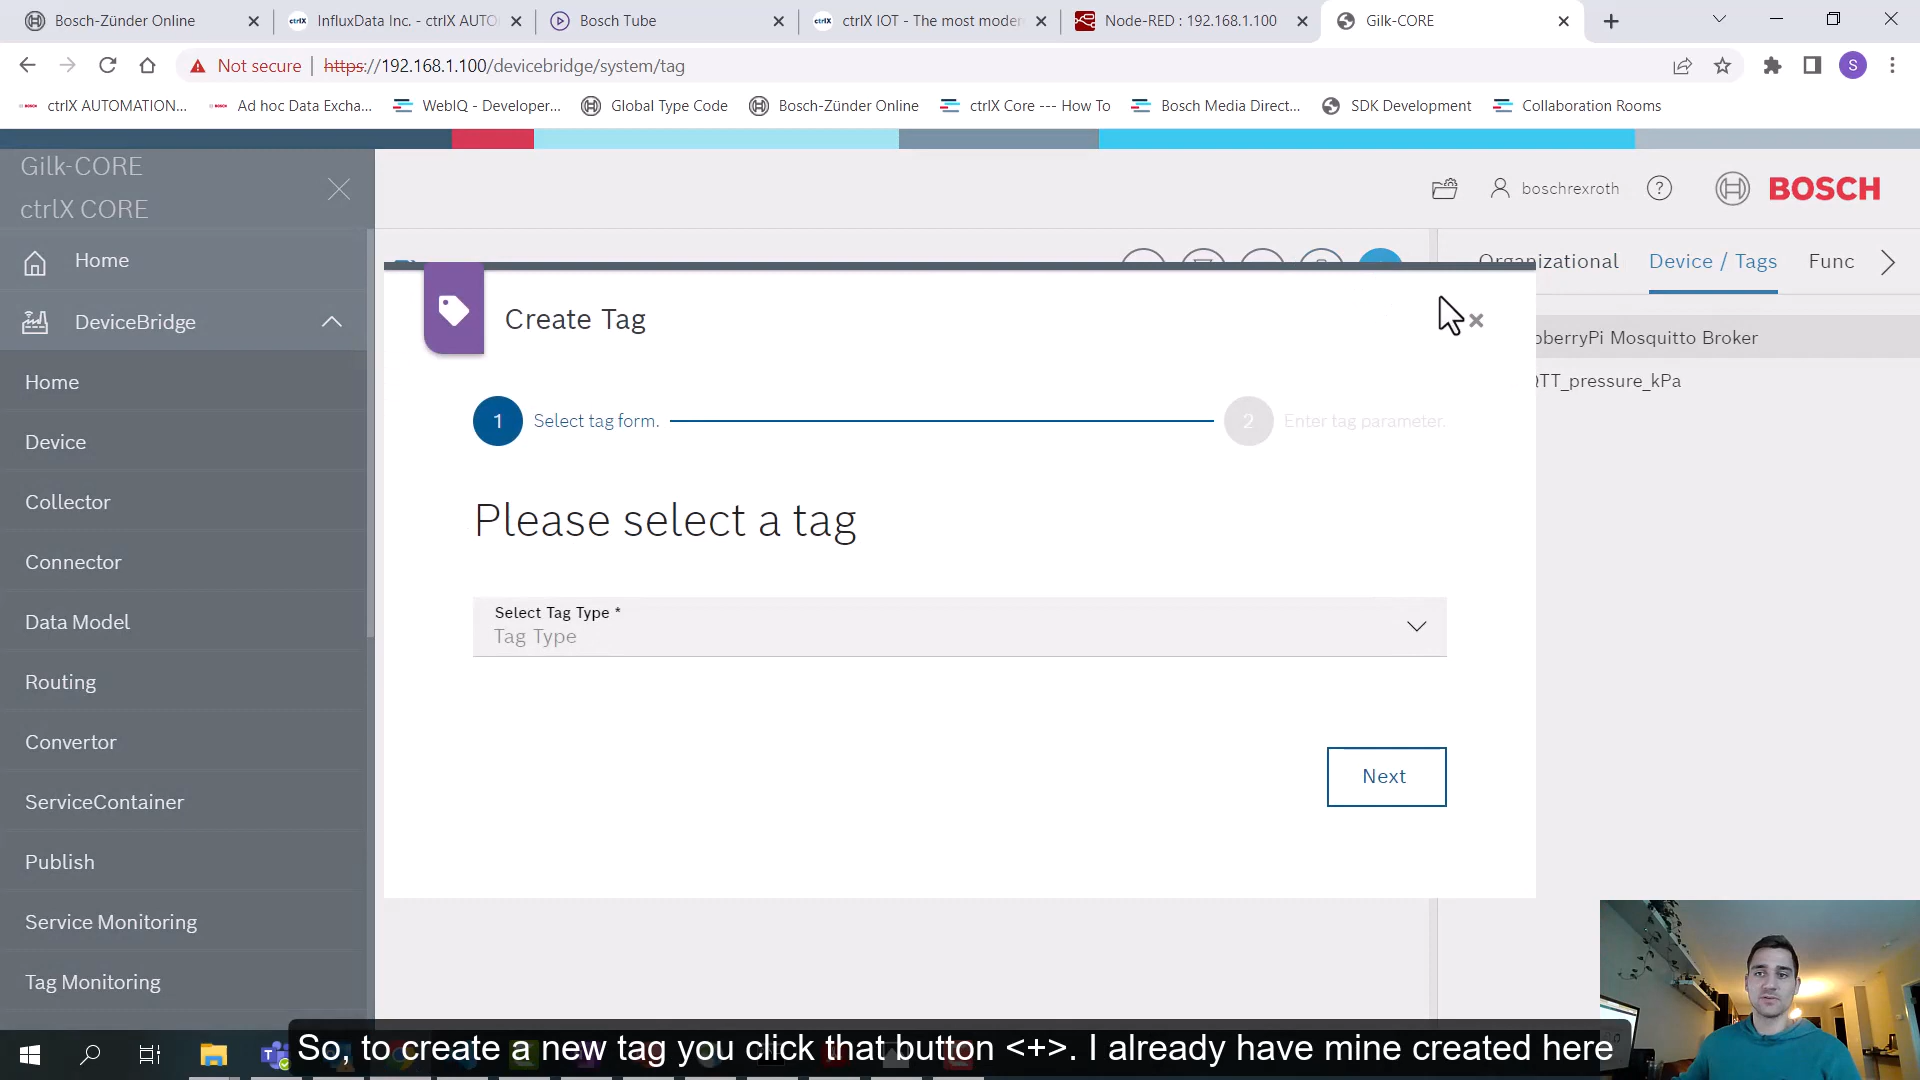 Bosch-Zünder Online
InfluxData Inc. - ctrlX AUTO
Bosch Tube
ctrlX IOT - The most moder
Node-RED : 192.168.1.100
Gilk-CORE
Not secure
https://192.168.1.100/devicebridge/system/tag
S
ctrlX AUTOMATION...
Ad hoc Data Excha...
WebIQ - Developer...
Global Type Code
Bosch-Zünder Online
ctrlX Core --- How To
Bosch Media Direct...
SDK Development
Collaboration Rooms
Gilk-CORE
ctrlX CORE
boschrexroth
BOSCH
Home
DeviceBridge
Home
Device
Collector
Connector
Data Model
Routing
Convertor
ServiceContainer
Publish
Service Monitoring
Tag Monitoring
Organizational
Device / Tags
Func
berryPi Mosquitto Broker
TT_pressure_kPa
Create Tag
1
Select tag form.
2
Enter tag parameter.
Please select a tag
Select Tag Type *
Tag Type
Next
So, to create a new tag you click that button <+>. I already have mine created here